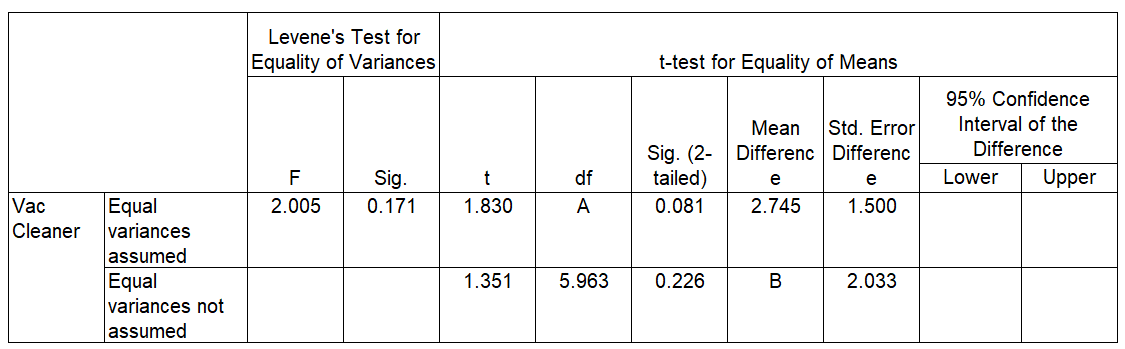 Levene's Test for
Equality of Variances
t-test for Equality of Means
F
Sig.
t
df
Sig. (2-
tailed)
Mean
Differenc
e
Std. Error
Differenc
e
95% Confidence
Interval of the
Difference
Lower Upper
Vac
Cleaner
Equal
variances
assumed
2.005 0.171 1.830 A 0.081 2.745 1.500
Equal
variances not
assumed
1.351 5.963 0.226 B 2.033